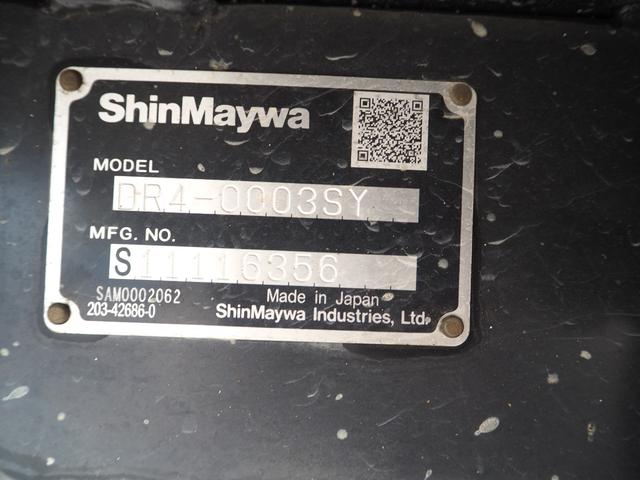 ShinMaywa
MODEL
DR4-0003SY
MFG. NO.
S11116356
SAM0002062
Made in Japan
203-42686-0
ShinMaywa Industries, Ltd.